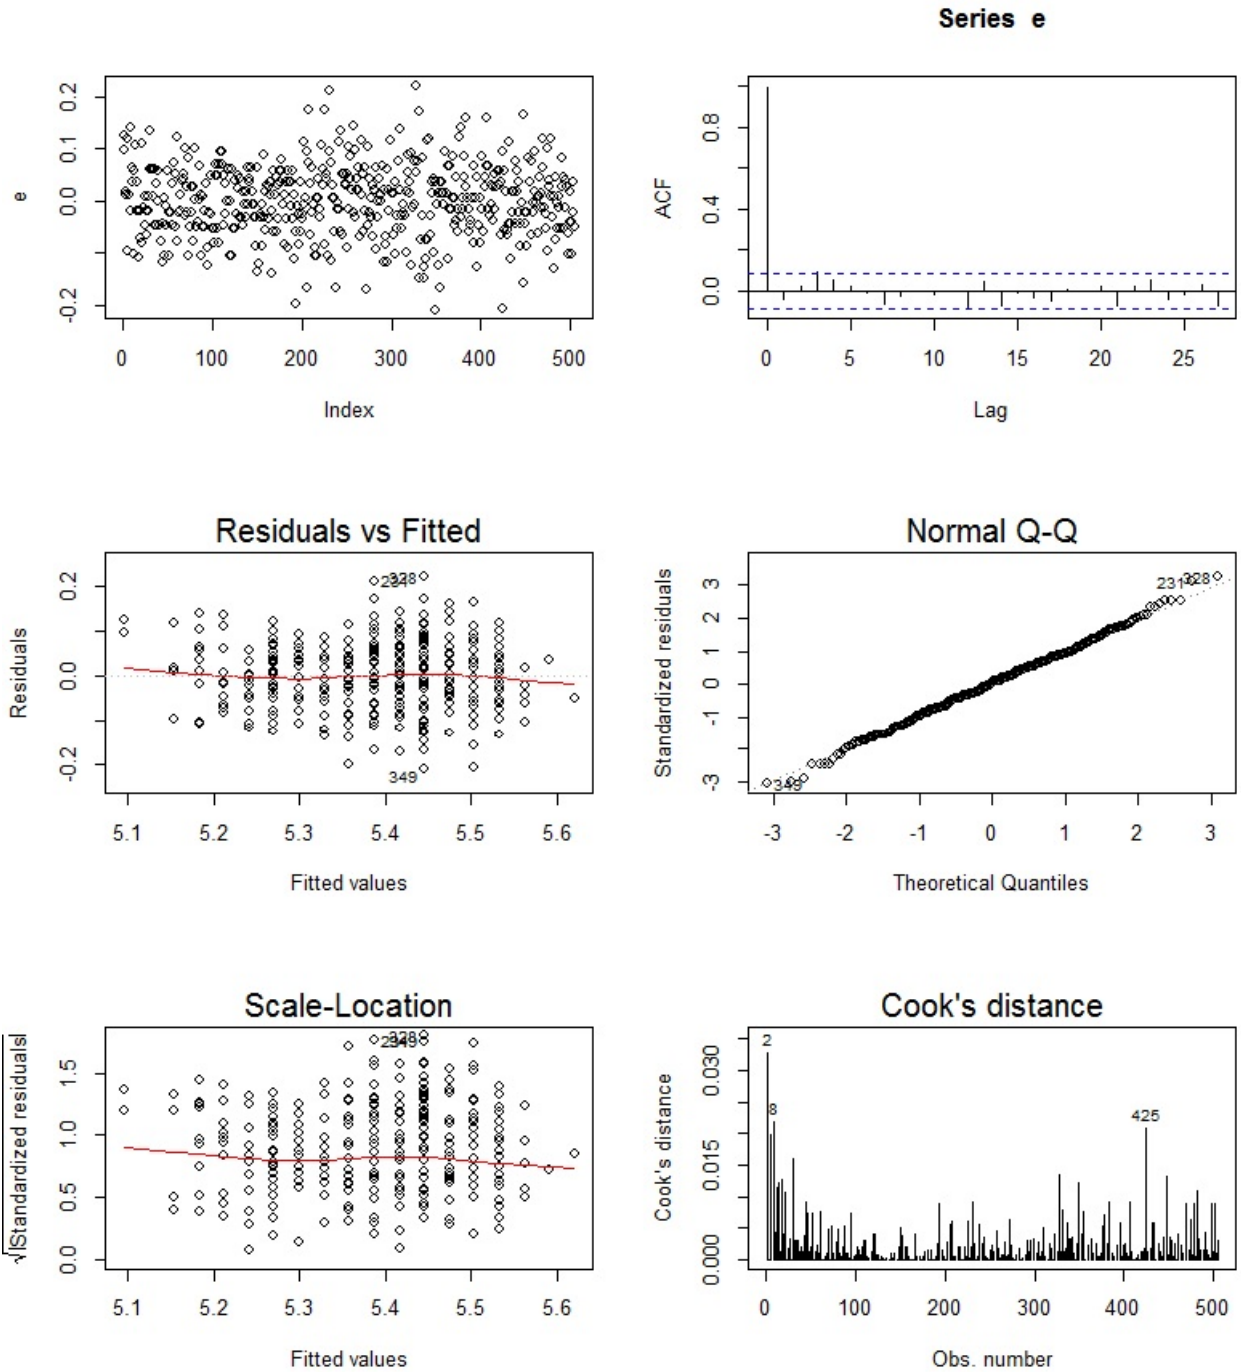 Series e
0.2
0.1
0.0
-0.2
e
0 100 200 300 400 500
Index
0.8
0.4
0.0
ACF
0 5 10 15 20 25
Lag
Residuals vs Fitted
0.2
0.0
-0.2
Residuals
328
349
5.1 5.2 5.3 5.4 5.5 5.6
Fitted values
Normal Q-Q
3
2
1
0
-1
-3
Standardized residuals
231 328
349
-3 -2 -1 0 1 2 3
Theoretical Quantiles
Scale-Location
1.5
1.0
0.5
0.0
√|Standardized residuals|
328
5.1 5.2 5.3 5.4 5.5 5.6
Fitted values
Cook's distance
0.030
0.015
0.000
Cook's distance
2
8
425
0 100 200 300 400 500
Obs. number